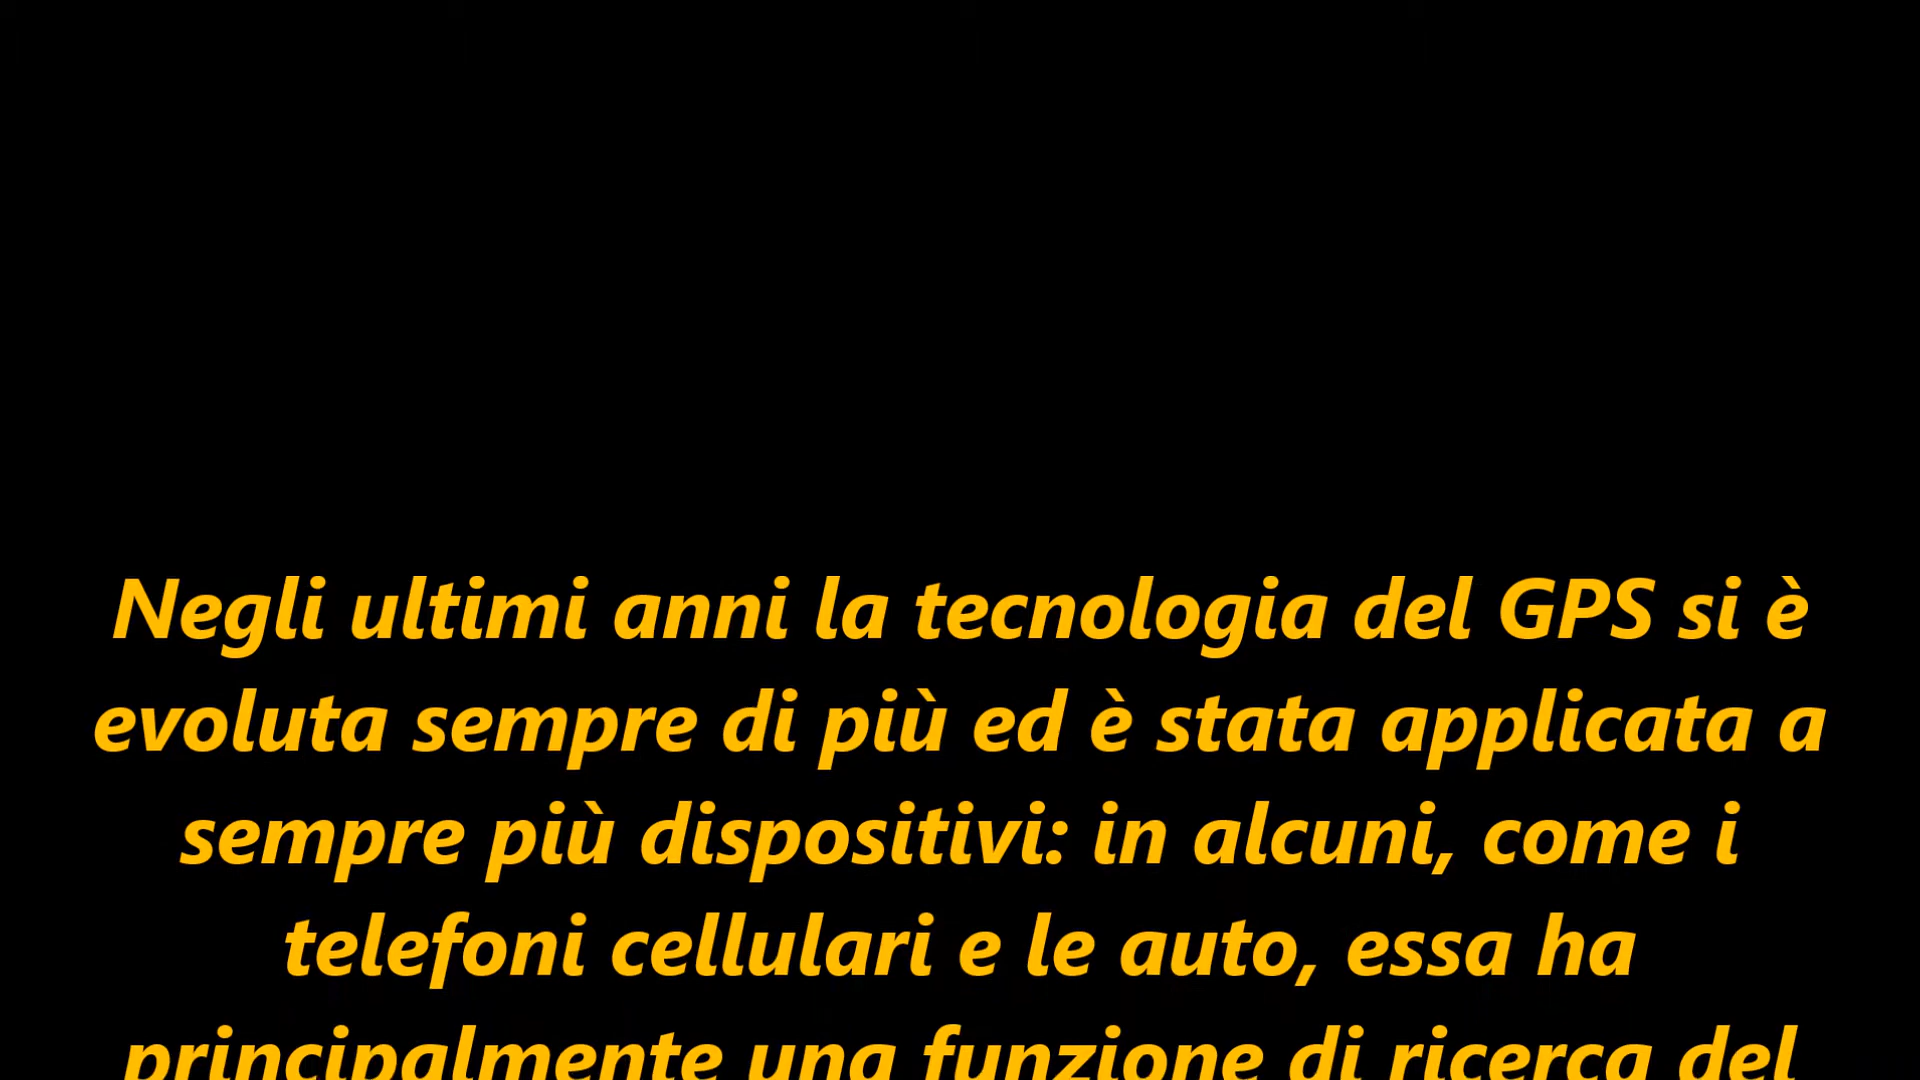 Negli ultimi anni la tecnologia del GPS si è
evoluta sempre di più ed è stata applicata a
sempre più dispositivi: in alcuni, come i
telefoni cellulari e le auto, essa ha
principalmente una funzione di ricerca del